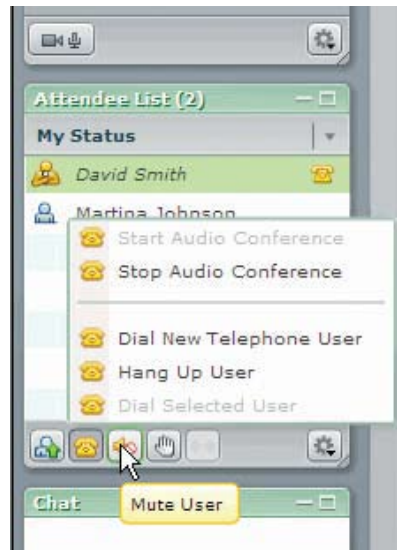 Attendee List (2)
My Status
David Smith
Martina Johnson
Start Audio Conference
Stop Audio Conference
Dial New Telephone User
Hang Up User
Dial Selected User
Chat
Mute User